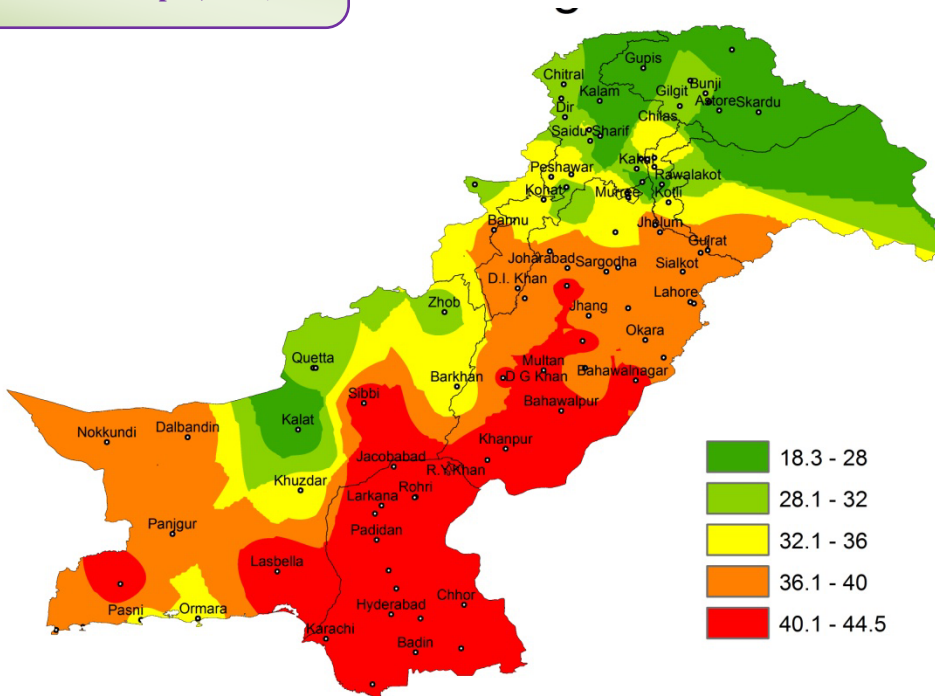 Gupis
Chitral
Bunji
Kalam
Gilgit
Astore
Skardu
Dir
Chilas
Saidu Sharif
Peshawar
Rawalakot
Kohat
Murree
Kotli
Bannu
Jhelum
Gujrat
Joharabad
Sargodha
Sialkot
D.I. Khan
Lahore
Zhob
Jhang
Okara
Quetta
Multan
Barkhan
D G Khan
Bahawalnagar
Sibbi
Bahawalpur
Kalat
Nokkundi
Dalbandin
Khanpur
18.3 - 28
Jacobabad
R.Y.Khan
Khuzdar
28.1 - 32
Larkana
Rohri
Panjgur
Padidan
32.1 - 36
Lasbella
36.1 - 40
Pasni
Ormara
Hyderabad
Chhor
40.1 - 44.5
Karachi
Badin